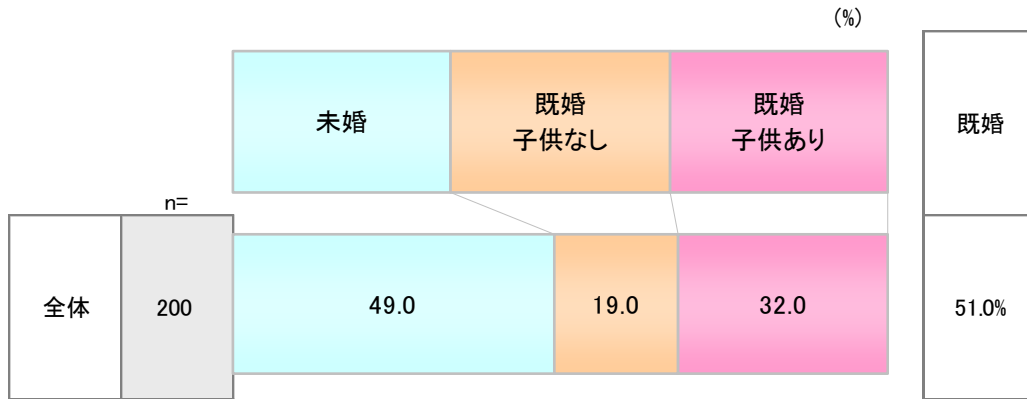 (%)
未婚
既婚
子供なし
既婚
子供あり
既婚
n=
全体
200
49.0
19.0
32.0
51.0%